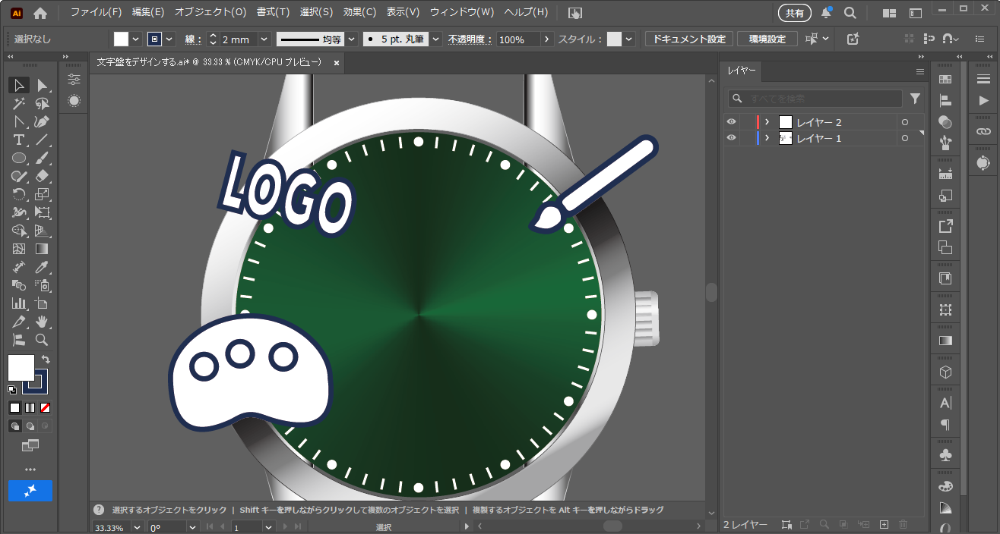 Ai ファイル(F) 編集(E) オブジェクト(O) 書式(T) 選択(S) 効果(C) 表示(V) ウィンドウ(W) ヘルプ(H) 共有
選択なし 線： 2 mm 均等 5 pt. 丸筆 不透明度： 100% スタイル： ドキュメント設定 環境設定
文字盤をデザインする.ai* @ 33.33 % (CMYK/CPU プレビュー) ×
レイヤー
すべてを検索
レイヤー 2
レイヤー 1
LOGO
? 選択するオブジェクトをクリック | Shift キーを押しながらクリックして複数のオブジェクトを選択 | 複製するオブジェクトを Alt キーを押しながらドラッグ
33.33% 0° 1 選択
2 レイヤー